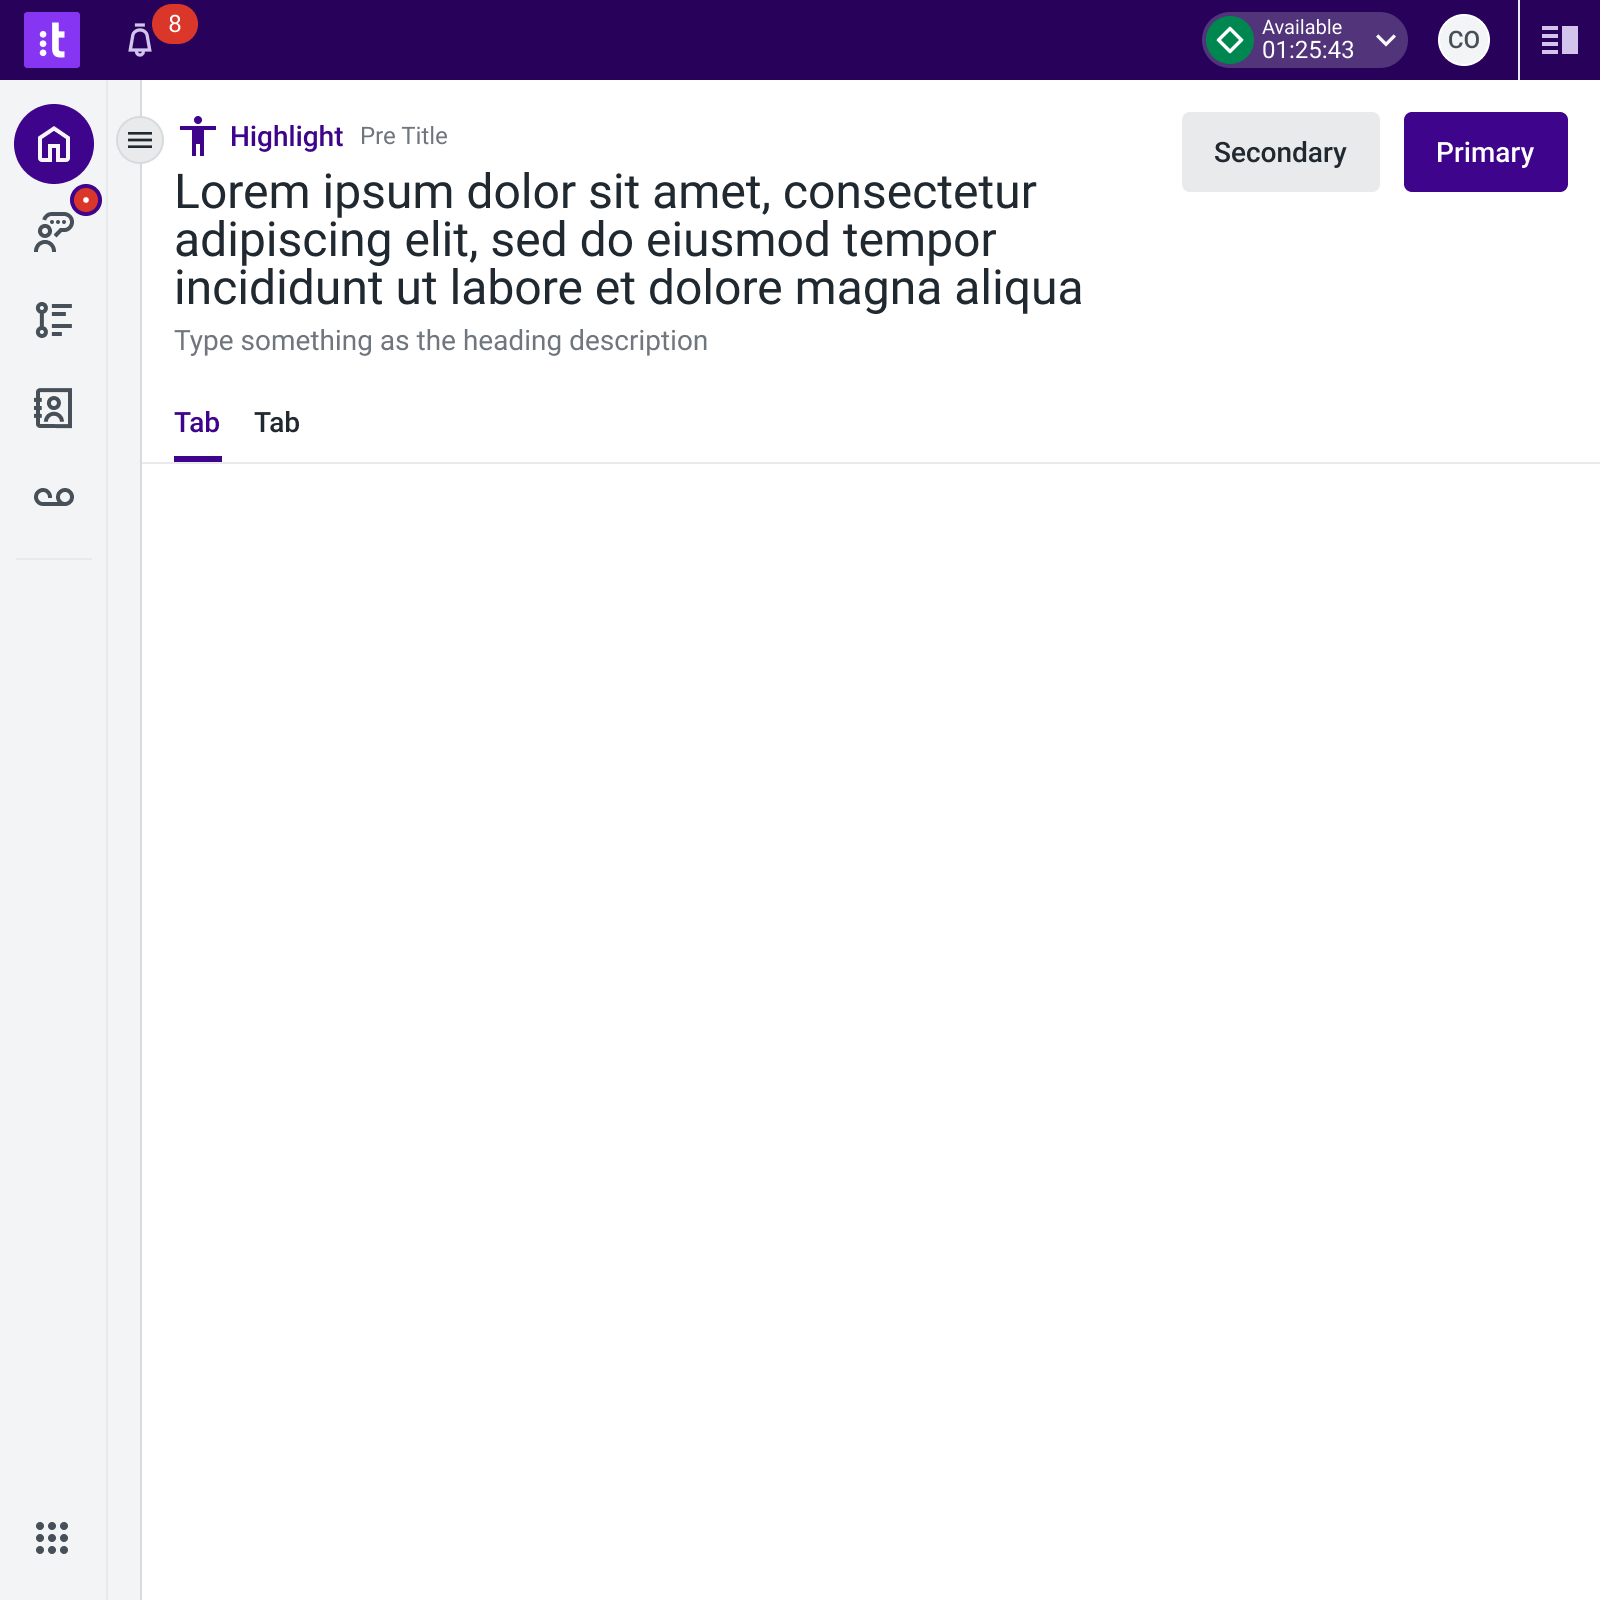 :t
8
Available
01:25:43
CO
Highlight Pre Title
Secondary
Primary
Lorem ipsum dolor sit amet, consectetur
adipiscing elit, sed do eiusmod tempor
incididunt ut labore et dolore magna aliqua
Type something as the heading description
Tab Tab